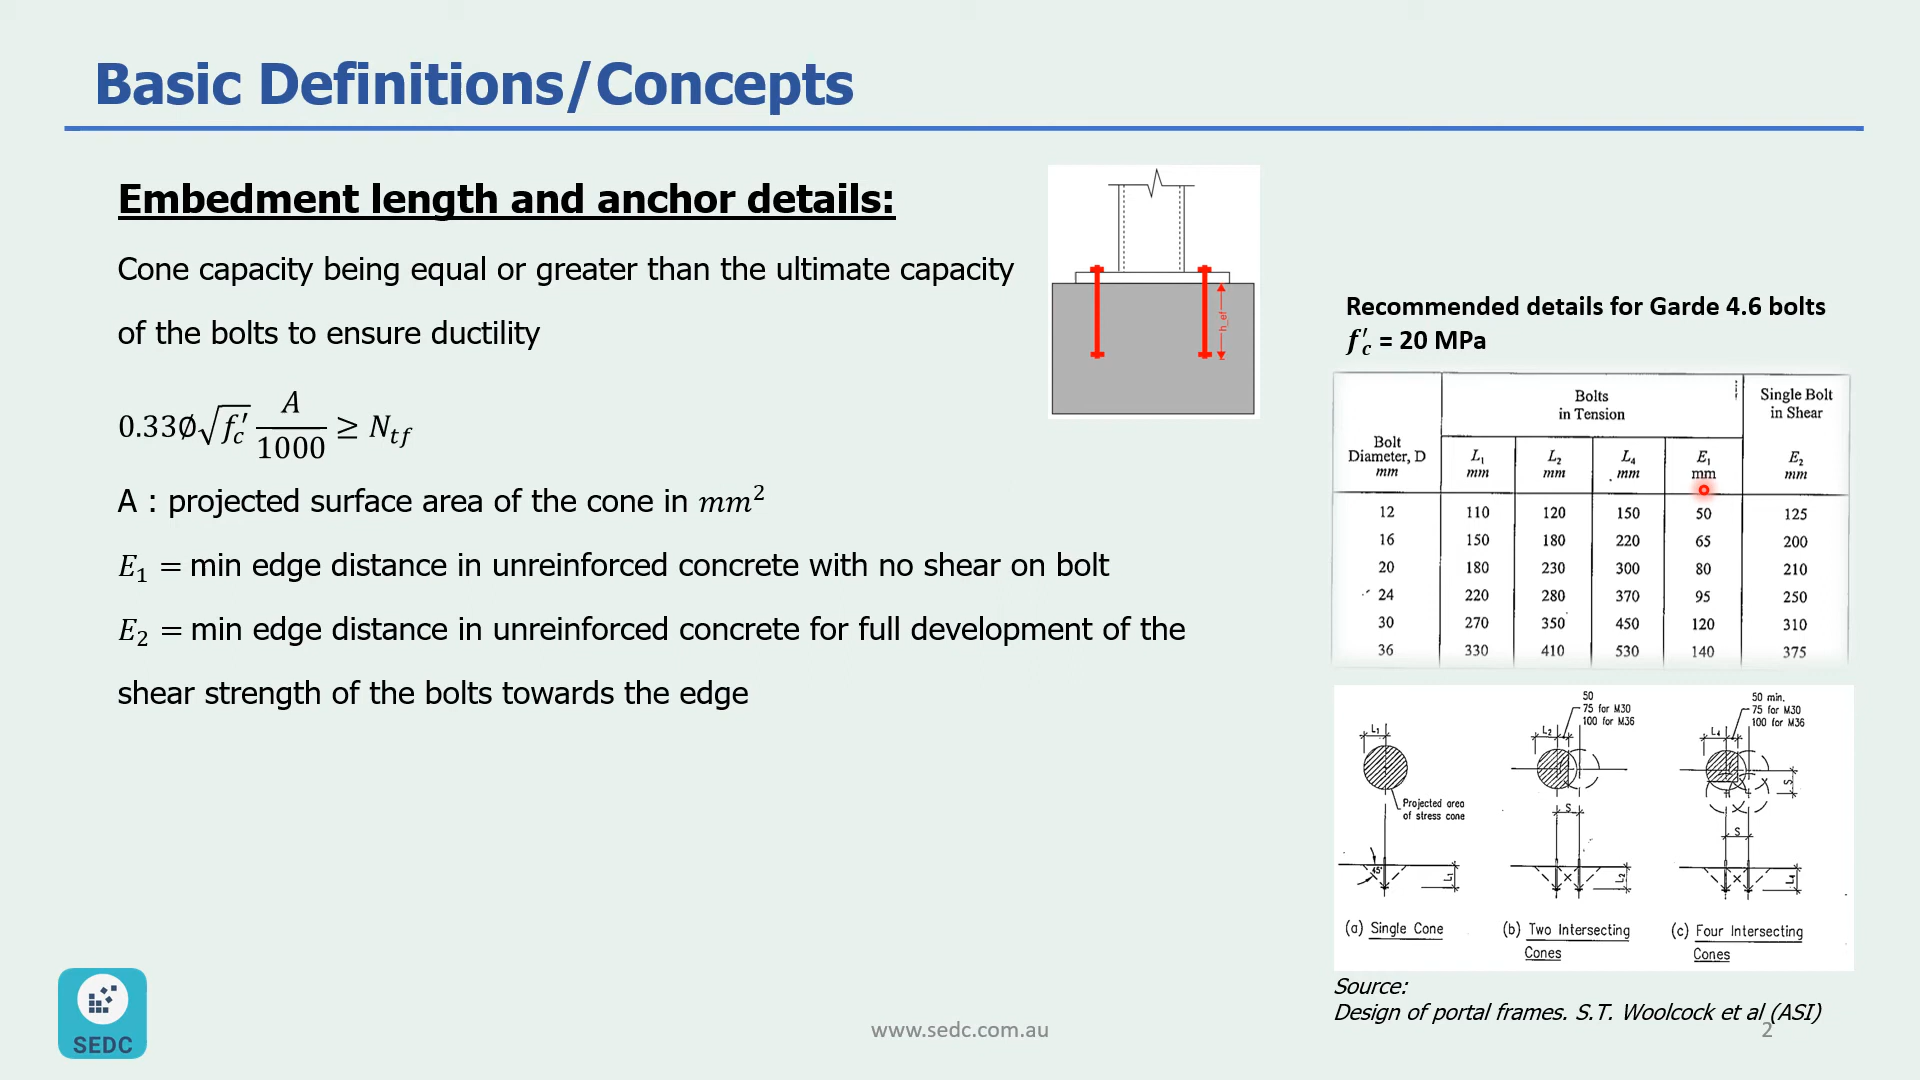 Basic Definitions/Concepts
Embedment length and anchor details:
Cone capacity being equal or greater than the ultimate capacity
of the bolts to ensure ductility
0.33∅√f′c A/1000 ≥ Ntf
A : projected surface area of the cone in mm²
E₁ = min edge distance in unreinforced concrete with no shear on bolt
E₂ = min edge distance in unreinforced concrete for full development of the
shear strength of the bolts towards the edge
h_ef
Recommended details for Garde 4.6 bolts
f′c = 20 MPa
Bolts in Tension Single Bolt in Shear
Bolt Diameter, D mm L₁ mm L₂ mm L₄ mm E₁ mm E₂ mm
12 110 120 150 50 125
16 150 180 220 65 200
20 180 230 300 80 210
24 220 280 370 95 250
30 270 350 450 120 310
36 330 410 530 140 375
L₁
Projected area
of stress cone
45°
L₁
(a) Single Cone
50
75 for M30
100 for M36
L₂
S
X
L₂
(b) Two Intersecting
Cones
50 min.
75 for M30
100 for M36
L₄
S
S
X
L₄
(c) Four Intersecting
Cones
Source:
Design of portal frames. S.T. Woolcock et al (ASI)
SEDC
www.sedc.com.au
2